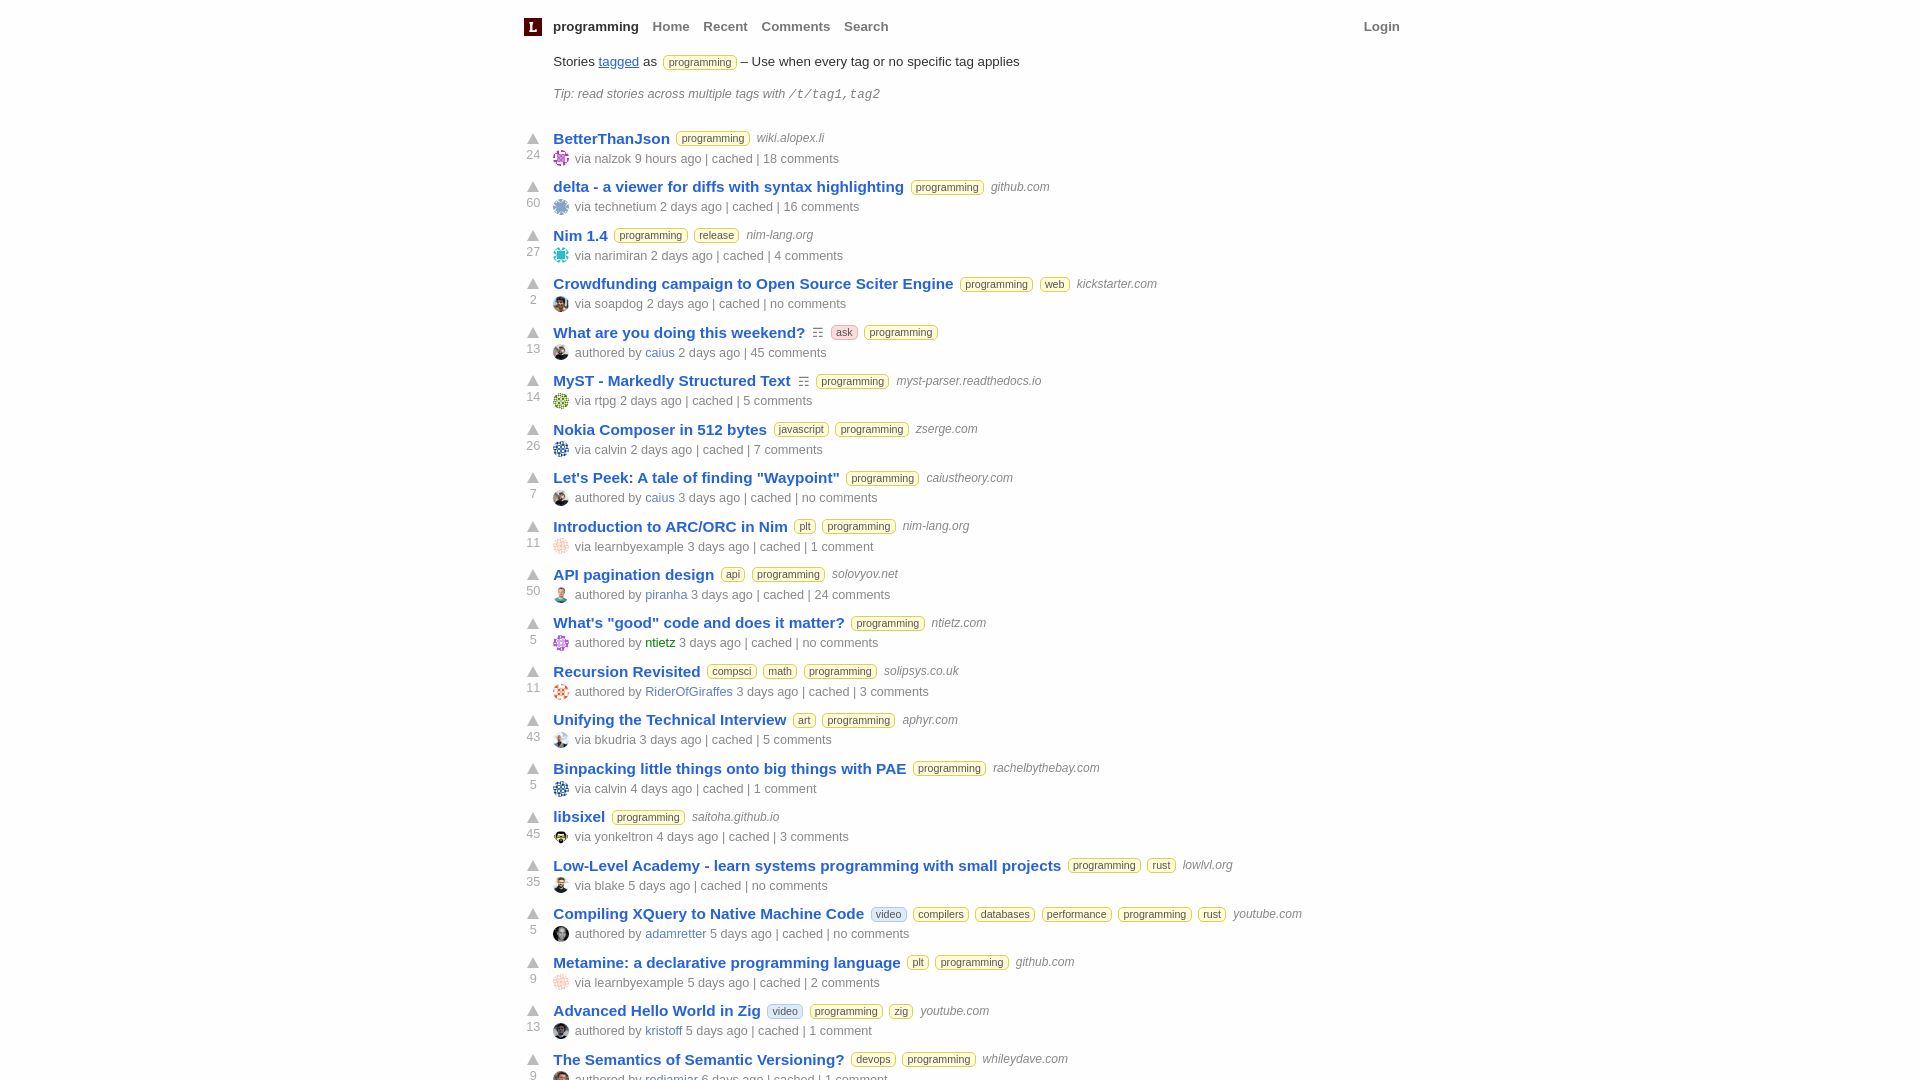 L programming Home Recent Comments Search Login
Stories tagged as programming – Use when every tag or no specific tag applies
Tip: read stories across multiple tags with /t/tag1,tag2
BetterThanJson programming wiki.alopex.li
24 via nalzok 9 hours ago | cached | 18 comments
delta - a viewer for diffs with syntax highlighting programming github.com
60 via technetium 2 days ago | cached | 16 comments
Nim 1.4 programming release nim-lang.org
27 via narimiran 2 days ago | cached | 4 comments
Crowdfunding campaign to Open Source Sciter Engine programming web kickstarter.com
2 via soapdog 2 days ago | cached | no comments
What are you doing this weekend? ☶ ask programming
13 authored by caius 2 days ago | 45 comments
MyST - Markedly Structured Text ☶ programming myst-parser.readthedocs.io
14 via rtpg 2 days ago | cached | 5 comments
Nokia Composer in 512 bytes javascript programming zserge.com
26 via calvin 2 days ago | cached | 7 comments
Let's Peek: A tale of finding "Waypoint" programming caiustheory.com
7 authored by caius 3 days ago | cached | no comments
Introduction to ARC/ORC in Nim plt programming nim-lang.org
11 via learnbyexample 3 days ago | cached | 1 comment
API pagination design api programming solovyov.net
50 authored by piranha 3 days ago | cached | 24 comments
What's "good" code and does it matter? programming ntietz.com
5 authored by ntietz 3 days ago | cached | no comments
Recursion Revisited compsci math programming solipsys.co.uk
11 authored by RiderOfGiraffes 3 days ago | cached | 3 comments
Unifying the Technical Interview art programming aphyr.com
43 via bkudria 3 days ago | cached | 5 comments
Binpacking little things onto big things with PAE programming rachelbythebay.com
5 via calvin 4 days ago | cached | 1 comment
libsixel programming saitoha.github.io
45 via yonkeltron 4 days ago | cached | 3 comments
Low-Level Academy - learn systems programming with small projects programming rust lowlvl.org
35 via blake 5 days ago | cached | no comments
Compiling XQuery to Native Machine Code video compilers databases performance programming rust youtube.com
5 authored by adamretter 5 days ago | cached | no comments
Metamine: a declarative programming language plt programming github.com
9 via learnbyexample 5 days ago | cached | 2 comments
Advanced Hello World in Zig video programming zig youtube.com
13 authored by kristoff 5 days ago | cached | 1 comment
The Semantics of Semantic Versioning? devops programming whileydave.com
9 authored by redjamjar 6 days ago | cached | 1 comment